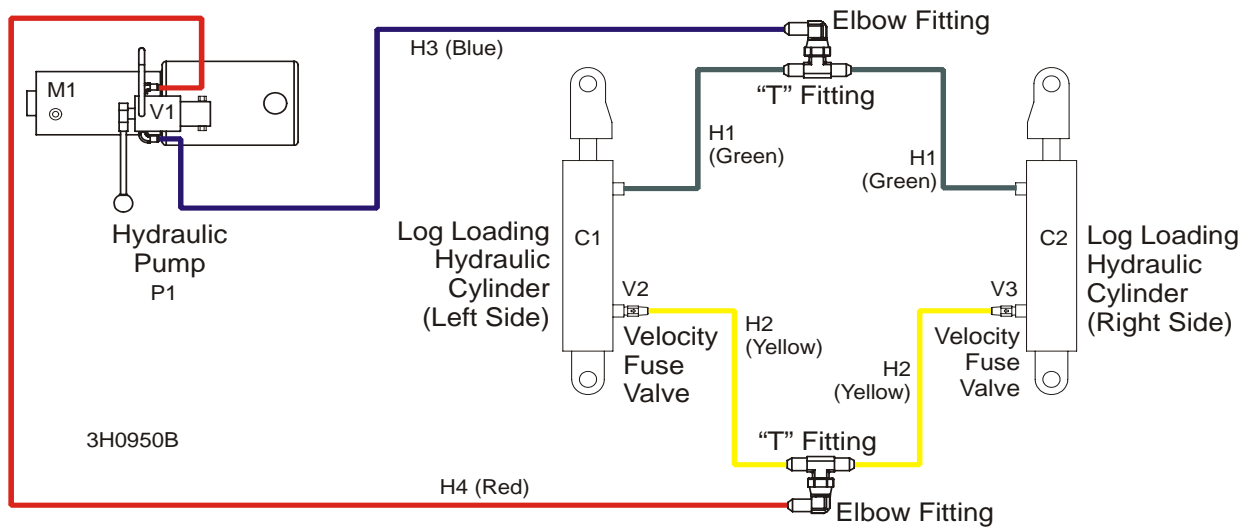 Elbow Fitting
H3 (Blue)
M1
V1
“T” Fitting
H1
(Green)
H1
(Green)
Hydraulic
Pump
P1
Log Loading
Hydraulic
Cylinder
(Left Side)
C1
C2
Log Loading
Hydraulic
Cylinder
(Right Side)
V2
Velocity
Fuse
Valve
H2
(Yellow)
V3
Velocity
Fuse
Valve
H2
(Yellow)
3H0950B
“T” Fitting
H4 (Red)
Elbow Fitting